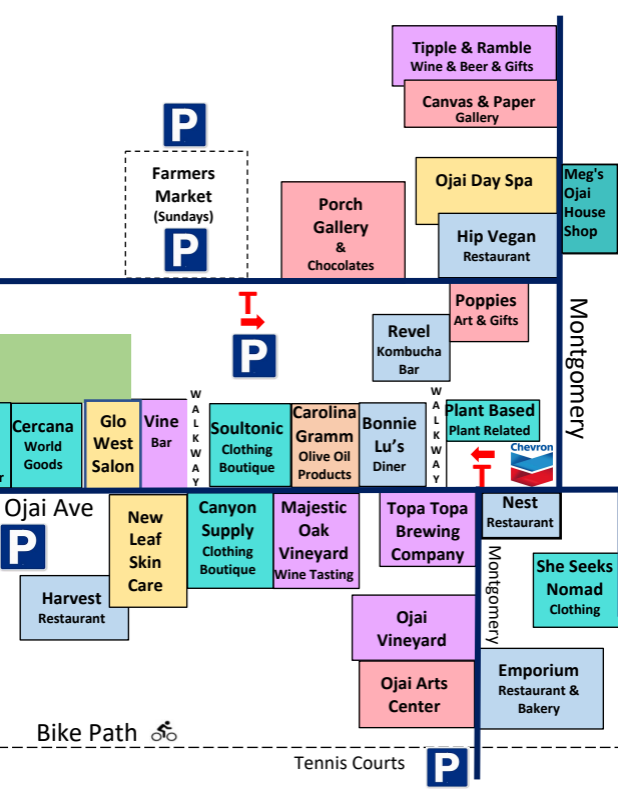 Tipple & Ramble
Wine & Beer & Gifts
Canvas & Paper
Gallery
P
Farmers
Market
(Sundays)
P
Porch
Gallery
&
Chocolates
Ojai Day Spa
Meg's
Ojai
House
Shop
Hip Vegan
Restaurant
T
P
Revel
Kombucha
Bar
Poppies
Art & Gifts
Montgomery
r
Cercana
World
Goods
Glo
West
Salon
Vine
Bar
WALKWAY
Soultonic
Clothing
Boutique
Carolina
Gramm
Olive Oil
Products
Bonnie
Lu's
Diner
WALKWAY
Plant Based
Plant Related
T
Chevron
Ojai Ave
P
New
Leaf
Skin
Care
Canyon
Supply
Clothing
Boutique
Majestic
Oak
Vineyard
Wine Tasting
Topa Topa
Brewing
Company
Nest
Restaurant
Montgomery
She Seeks
Nomad
Clothing
Harvest
Restaurant
Ojai
Vineyard
Ojai Arts
Center
Emporium
Restaurant &
Bakery
Bike Path
Tennis Courts
P